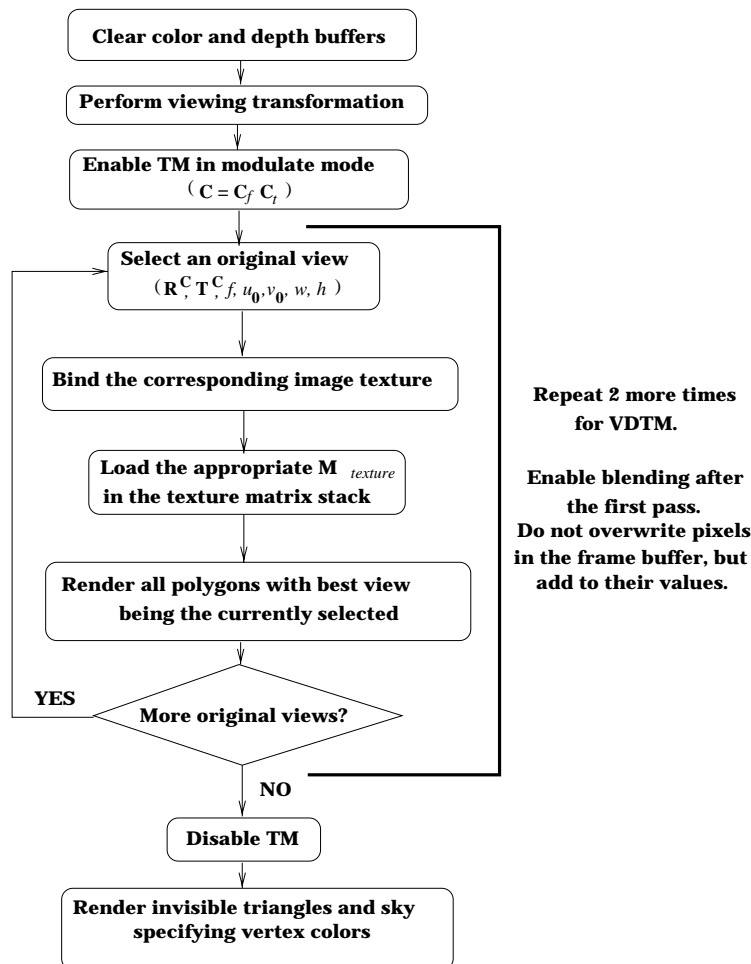 Clear color and depth buffers
Perform viewing transformation
Enable TM in modulate mode
( C = C_f C_t )
Select an original view
( R^C, T^C, f, u_0, v_0, w, h )
Bind the corresponding image texture
Load the appropriate M_texture
in the texture matrix stack
Render all polygons with best view
being the currently selected
YES
More original views?
NO
Disable TM
Render invisible triangles and sky
specifying vertex colors
Repeat 2 more times
for VDTM.
Enable blending after
the first pass.
Do not overwrite pixels
in the frame buffer, but
add to their values.